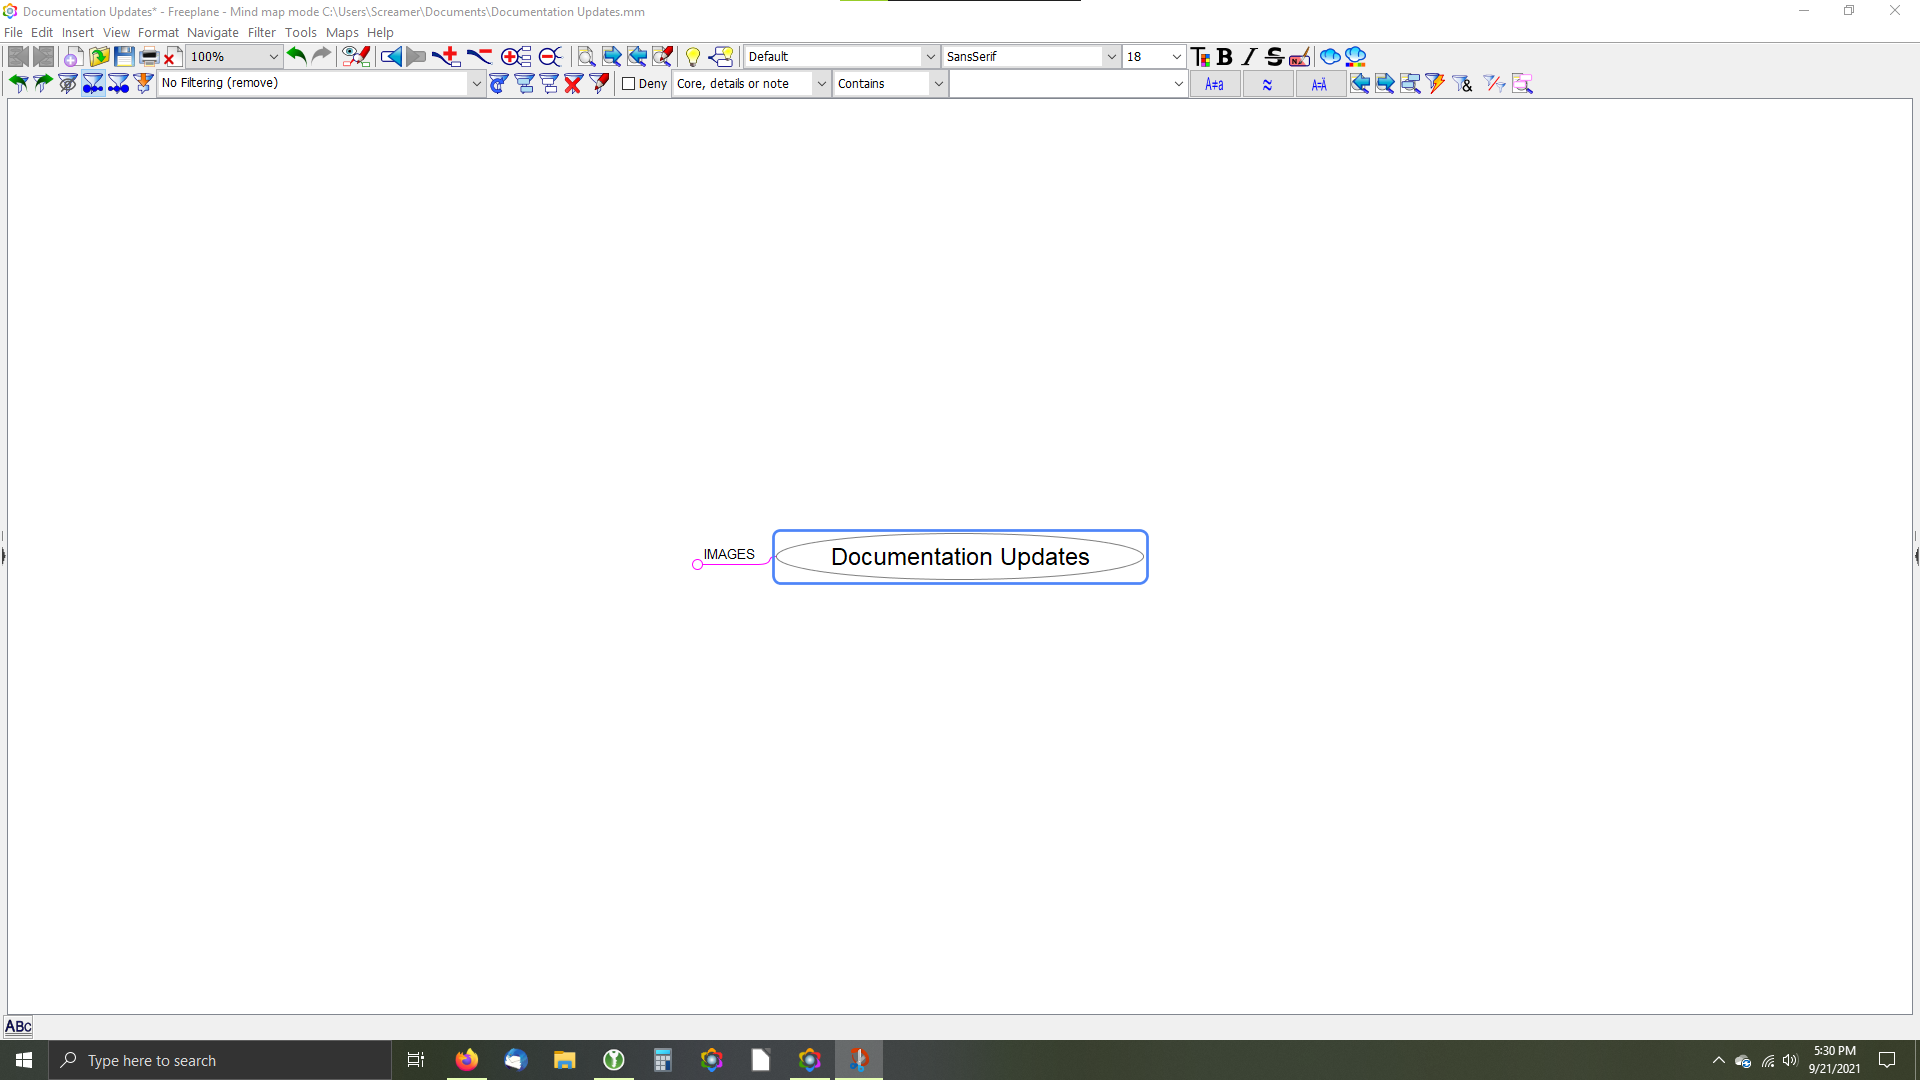 Documentation Updates* - Freeplane - Mind map mode C:\Users\Screamer\Documents\Documentation Updates.mm
File Edit Insert View Format Navigate Filter Tools Maps Help
100% Default SansSerif 18 B I S
No Filtering (remove) Deny Core, details or note Contains A≠a ≈ A=Ä
IMAGES
Documentation Updates
ABC
Type here to search
5:30 PM
9/21/2021